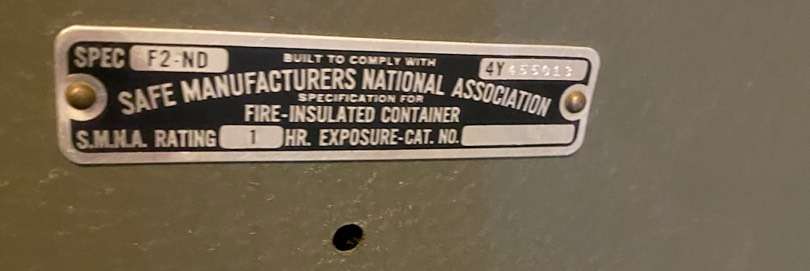 SPEC F2-ND BUILT TO COMPLY WITH 4Y 455013
SAFE MANUFACTURERS NATIONAL ASSOCIATION
SPECIFICATION FOR
FIRE-INSULATED CONTAINER
S.M.N.A. RATING 1 HR. EXPOSURE-CAT. NO.